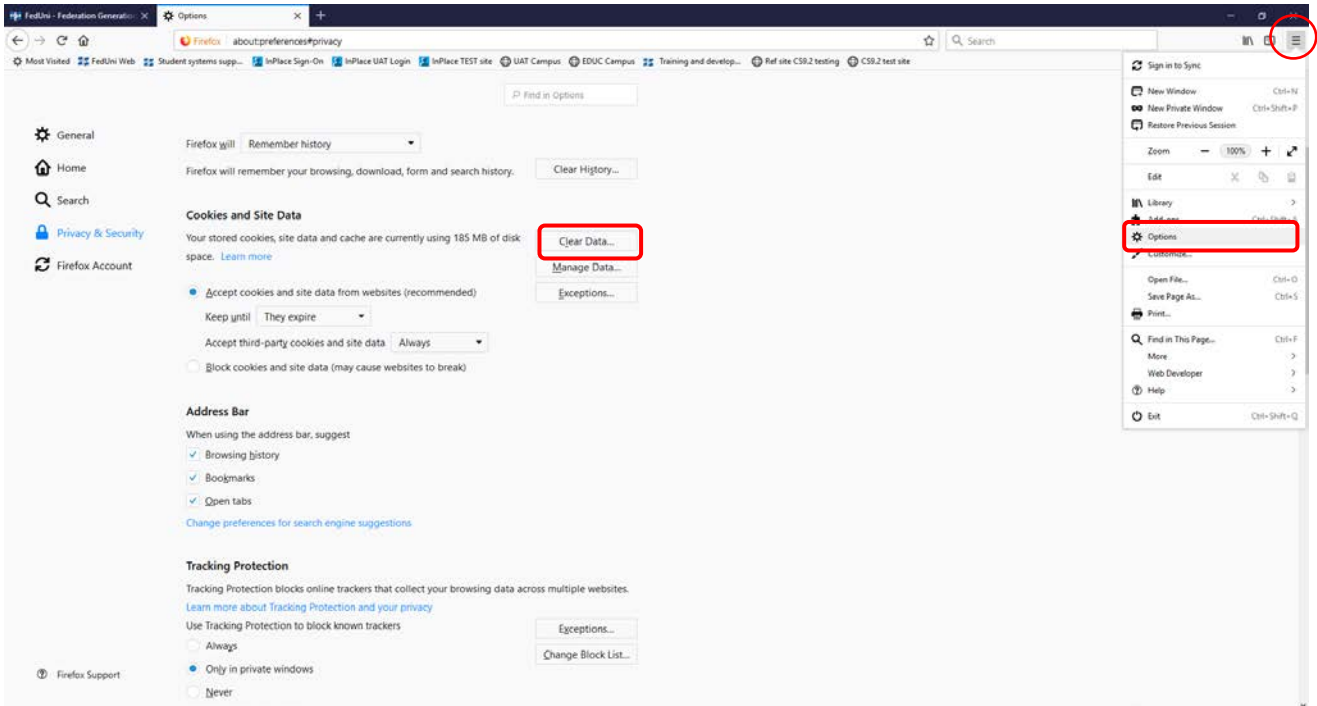 FedUni - Federation Generatio
Options
Firefox about:preferences#privacy
Search
Most Visited FedUni Web Student systems supp... InPlace Sign-On InPlace UAT Login InPlace TEST site UAT Campus EDUC Campus Training and develop... Ref site CS9.2 testing CS9.2 test site
Find in Options
General
Home
Search
Privacy & Security
Firefox Account
Firefox Support
Firefox will Remember history
Firefox will remember your browsing, download, form and search history. Clear History...
Cookies and Site Data
Your stored cookies, site data and cache are currently using 185 MB of disk
space. Learn more
Clear Data...
Manage Data...
Accept cookies and site data from websites (recommended) Exceptions...
Keep until They expire
Accept third-party cookies and site data Always
Block cookies and site data (may cause websites to break)
Address Bar
When using the address bar, suggest
Browsing history
Bookmarks
Open tabs
Change preferences for search engine suggestions
Tracking Protection
Tracking Protection blocks online trackers that collect your browsing data across multiple websites.
Learn more about Tracking Protection and your privacy
Use Tracking Protection to block known trackers Exceptions...
Always
Change Block List...
Only in private windows
Never
Sign in to Sync
New Window Ctrl+N
New Private Window Ctrl+Shift+P
Restore Previous Session
Zoom 100%
Edit
Library
Add-ons Ctrl+Shift+A
Options
Customize...
Open File... Ctrl+O
Save Page As... Ctrl+S
Print...
Find in This Page... Ctrl+F
More
Web Developer
Help
Exit Ctrl+Shift+Q